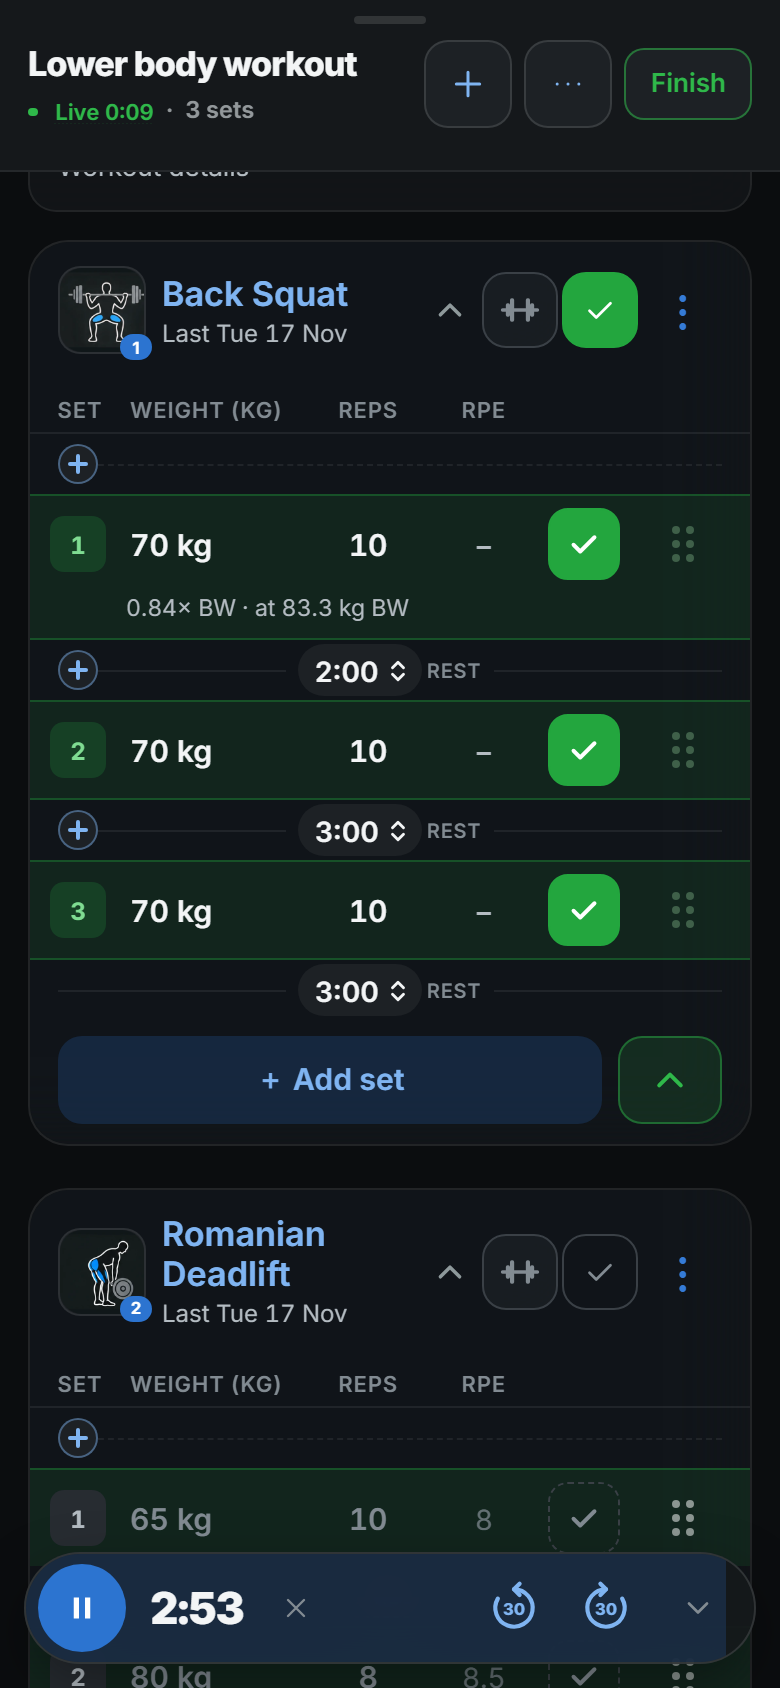 Lower body workout
Live 0:09 · 3 sets
+
...
Finish
Workout details
Back Squat
Last Tue 17 Nov
1
SET WEIGHT (KG) REPS RPE
1 70 kg 10 –
0.84× BW · at 83.3 kg BW
2:00 REST
2 70 kg 10 –
3:00 REST
3 70 kg 10 –
3:00 REST
+ Add set
Romanian
Deadlift
Last Tue 17 Nov
2
SET WEIGHT (KG) REPS RPE
1 65 kg 10 8
2:53 30 30
2 80 kg 8 8.5